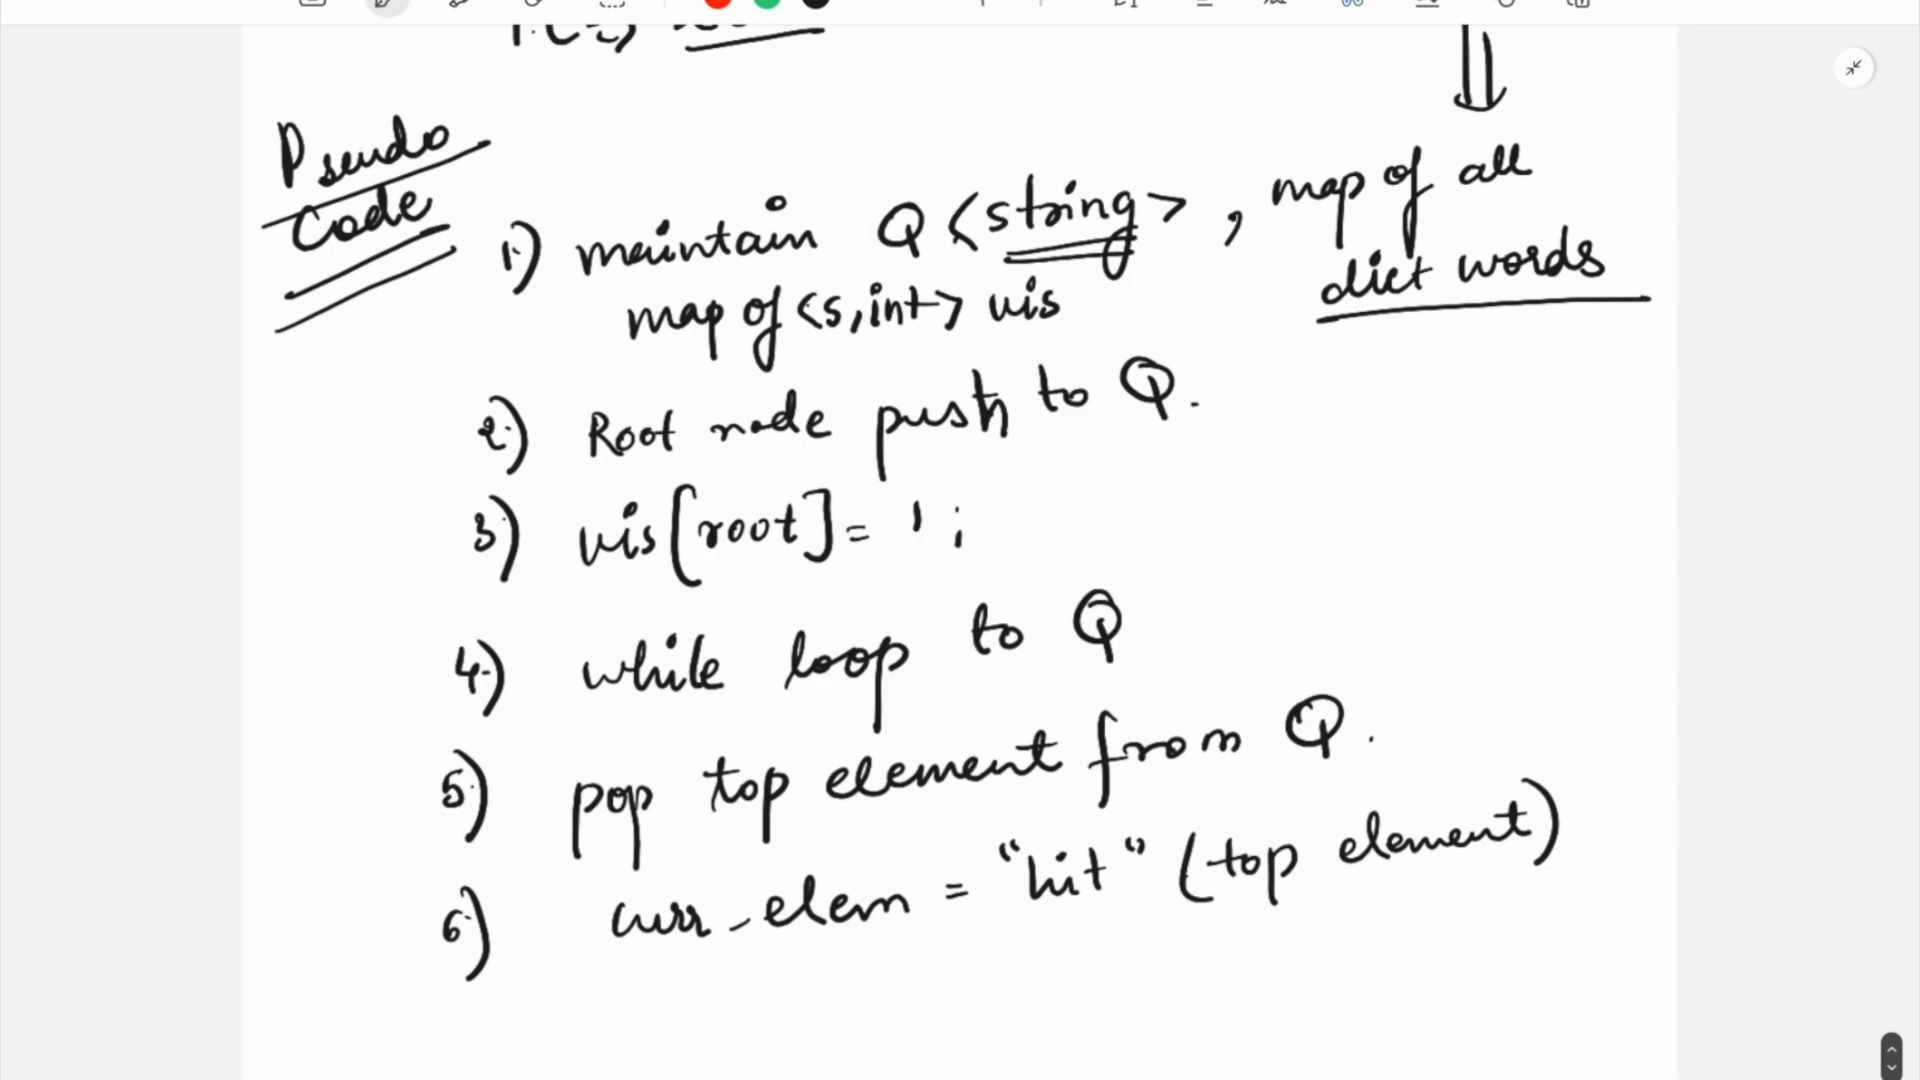 Pseudo
Code
1.) maintain Q <string> , map of all
dict words
map of <s,int> vis
2.) Root node push to Q.
3) vis[root] = 1 ;
4.) while loop to Q
5.) pop top element from Q.
6.) curr_elem = "hit" (top element)